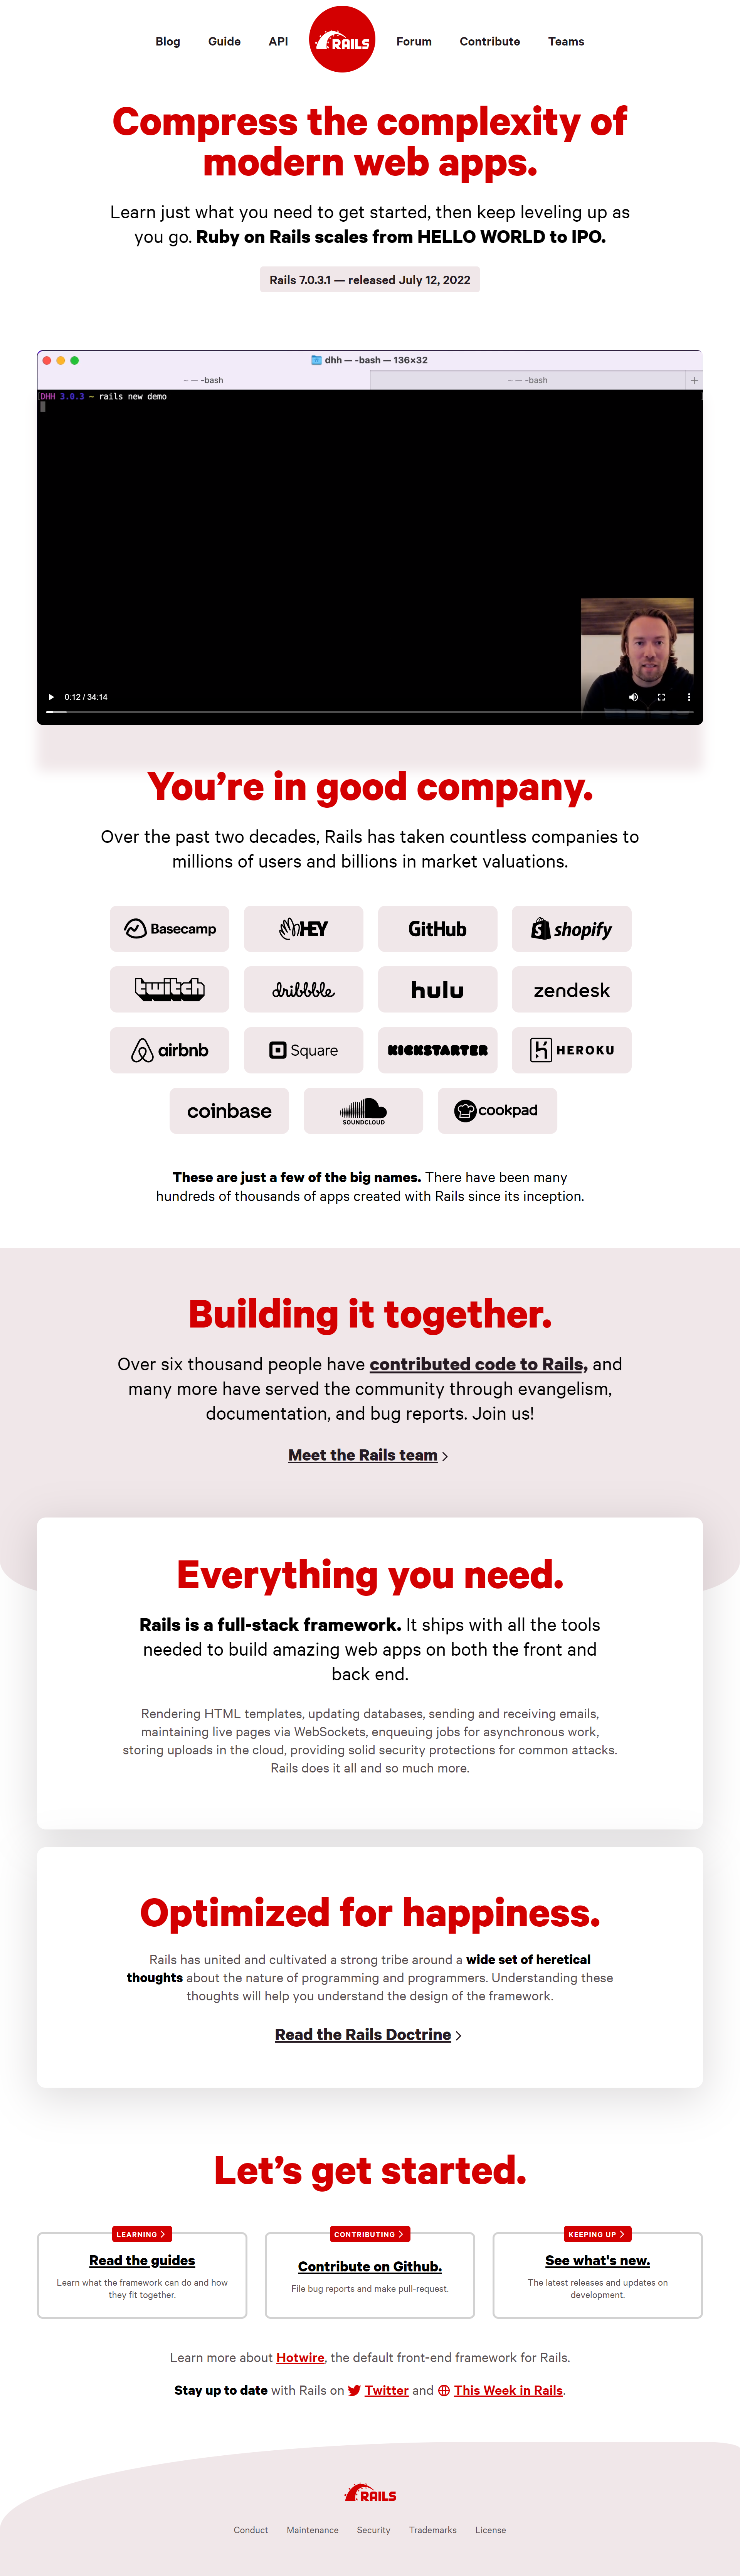 Blog Guide API RAILS Forum Contribute Teams
Compress the complexity of
modern web apps.
Learn just what you need to get started, then keep leveling up as
you go. Ruby on Rails scales from HELLO WORLD to IPO.
Rails 7.0.3.1 — released July 12, 2022
dhh — -bash — 136×32
~ — -bash ~ — -bash +
DHH 3.0.3 ~ rails new demo
0:12 / 34:14
You’re in good company.
Over the past two decades, Rails has taken countless companies to
millions of users and billions in market valuations.
Basecamp HEY GitHub shopify
twitch dribbble hulu zendesk
airbnb Square KICKSTARTER HEROKU
coinbase SOUNDCLOUD cookpad
These are just a few of the big names. There have been many
hundreds of thousands of apps created with Rails since its inception.
Building it together.
Over six thousand people have contributed code to Rails, and
many more have served the community through evangelism,
documentation, and bug reports. Join us!
Meet the Rails team
Everything you need.
Rails is a full-stack framework. It ships with all the tools
needed to build amazing web apps on both the front and
back end.
Rendering HTML templates, updating databases, sending and receiving emails,
maintaining live pages via WebSockets, enqueuing jobs for asynchronous work,
storing uploads in the cloud, providing solid security protections for common attacks.
Rails does it all and so much more.
Optimized for happiness.
Rails has united and cultivated a strong tribe around a wide set of heretical
thoughts about the nature of programming and programmers. Understanding these
thoughts will help you understand the design of the framework.
Read the Rails Doctrine
Let’s get started.
LEARNING
Read the guides
Learn what the framework can do and how
they fit together.
CONTRIBUTING
Contribute on Github.
File bug reports and make pull-request.
KEEPING UP
See what's new.
The latest releases and updates on
development.
Learn more about Hotwire, the default front-end framework for Rails.
Stay up to date with Rails on Twitter and This Week in Rails.
RAILS
Conduct Maintenance Security Trademarks License